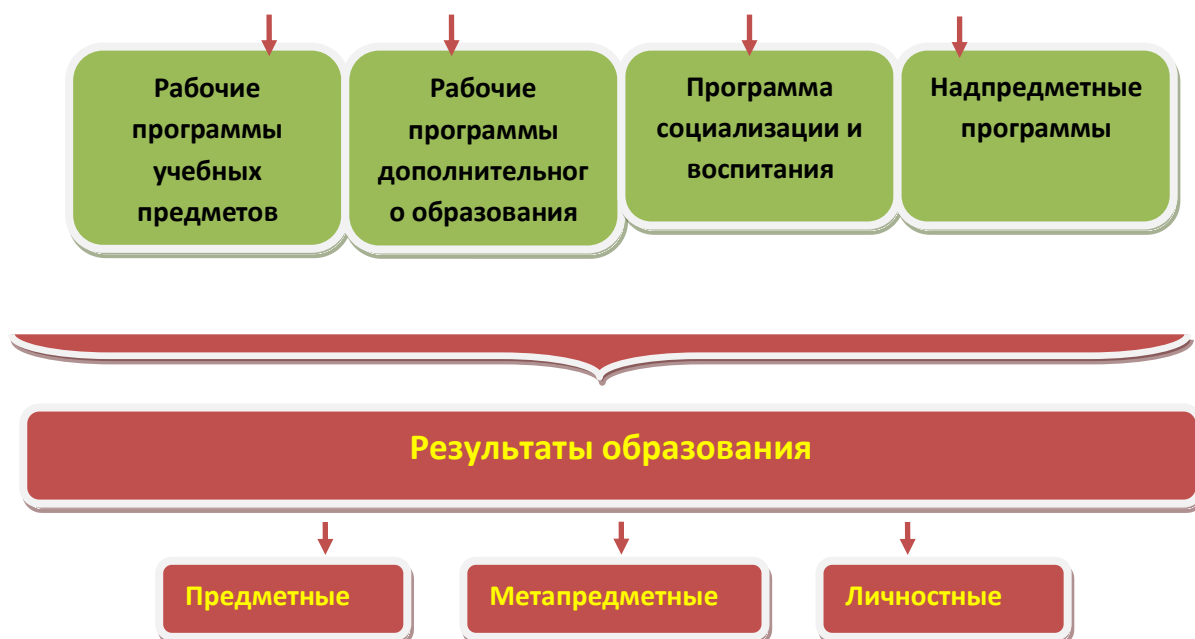 Рабочие
программы
учебных
предметов
Рабочие
программы
дополнительног
о образования
Программа
социализации и
воспитания
Надпредметные
программы
Результаты образования
Предметные
Метапредметные
Личностные